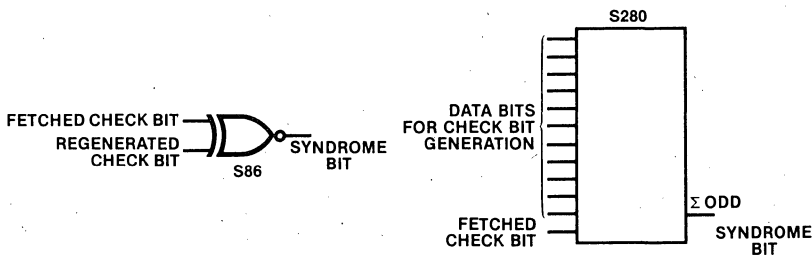 FETCHED CHECK BIT
REGENERATED
CHECK BIT
S86
SYNDROME
BIT
S280
DATA BITS
FOR CHECK BIT
GENERATION
FETCHED
CHECK BIT
Σ ODD
SYNDROME
BIT